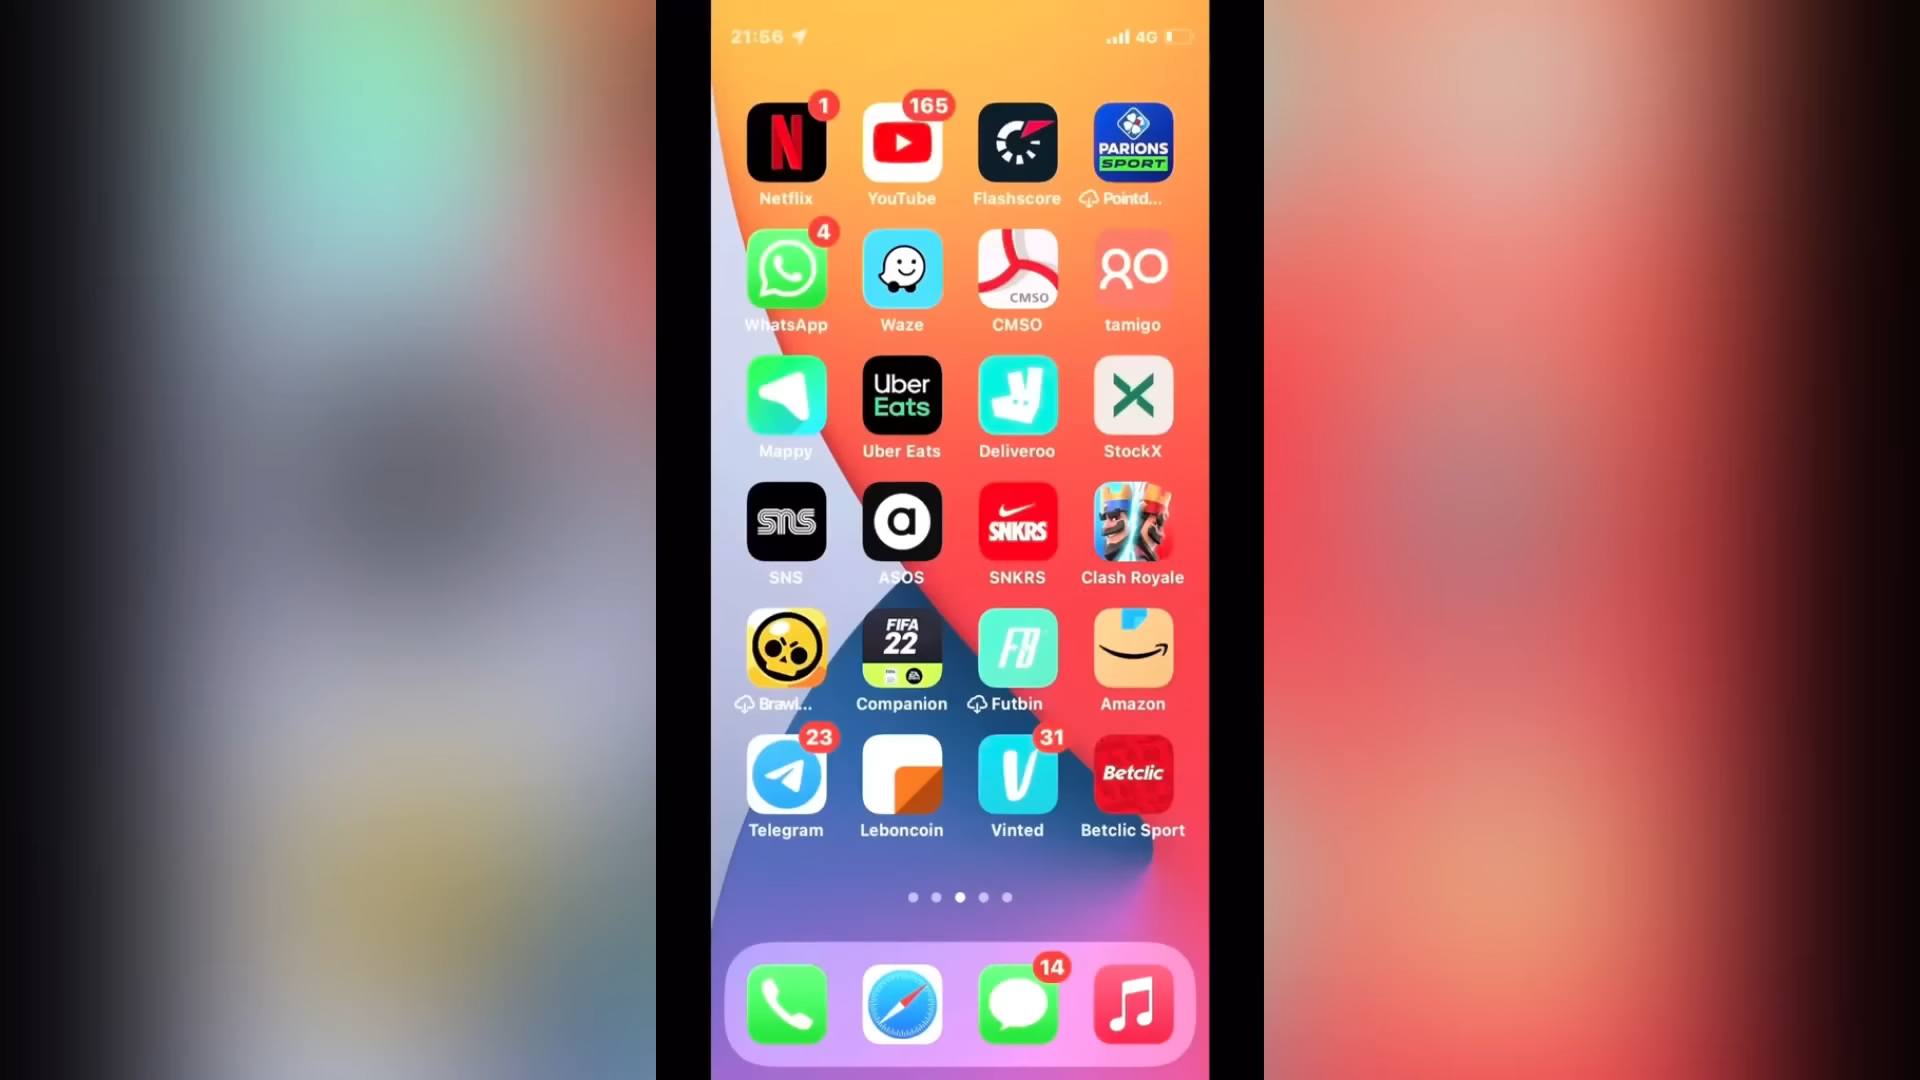 21:56 4G
1 165
N
PARIONS
SPORT
Netflix YouTube Flashscore Pointd...
4
CMSO
WhatsApp Waze CMSO tamigo
Uber
Eats
Mappy Uber Eats Deliveroo StockX
sns a SNKRS
SNS ASOS SNKRS Clash Royale
FIFA
22
Brawl... Companion Futbin Amazon
23 31
V Betclic
Telegram Leboncoin Vinted Betclic Sport
14